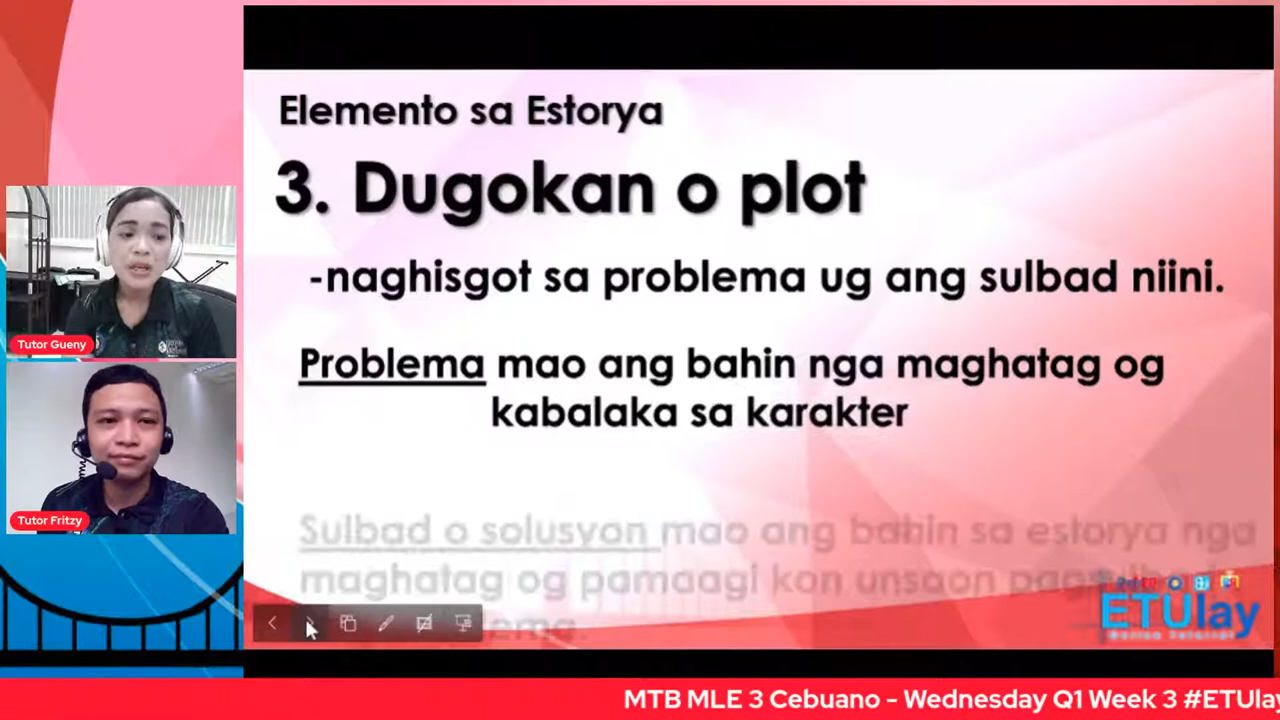 Elemento sa Estorya
3. Dugokan o plot
-naghisgot sa problema ug ang sulbad niini.
Problema mao ang bahin nga maghatag og
kabalaka sa karakter
Sulbad o solusyon mao ang bahin sa estorya nga
maghatag og pamaagi kon unsaon
Tutor Gueny
Tutor Fritzy
ETUlay
MTB MLE 3 Cebuano - Wednesday Q1 Week 3 #ETUlay